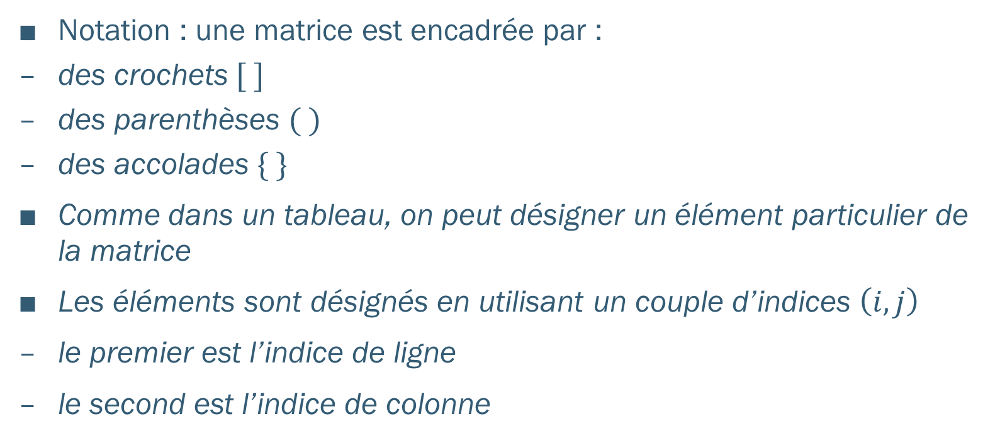 ■ Notation : une matrice est encadrée par :
– des crochets [ ]
– des parenthèses ( )
– des accolades { }
■ Comme dans un tableau, on peut désigner un élément particulier de
la matrice
■ Les éléments sont désignés en utilisant un couple d’indices (i, j)
– le premier est l’indice de ligne
– le second est l’indice de colonne